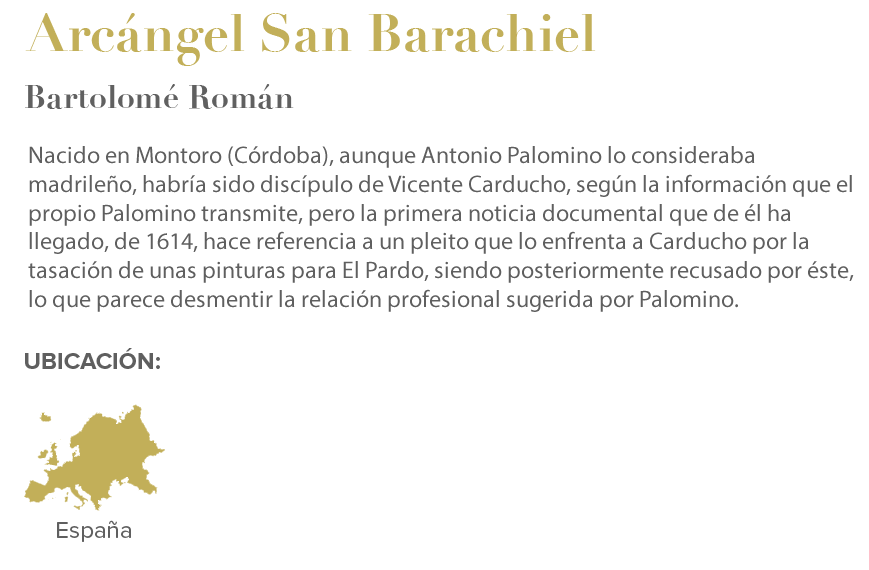 Arcángel San Barachiel
Bartolomé Román
Nacido en Montoro (Córdoba), aunque Antonio Palomino lo consideraba
madrileño, habría sido discípulo de Vicente Carducho, según la información que el
propio Palomino transmite, pero la primera noticia documental que de él ha
llegado, de 1614, hace referencia a un pleito que lo enfrenta a Carducho por la
tasación de unas pinturas para El Pardo, siendo posteriormente recusado por éste,
lo que parece desmentir la relación profesional sugerida por Palomino.
UBICACIÓN:
España